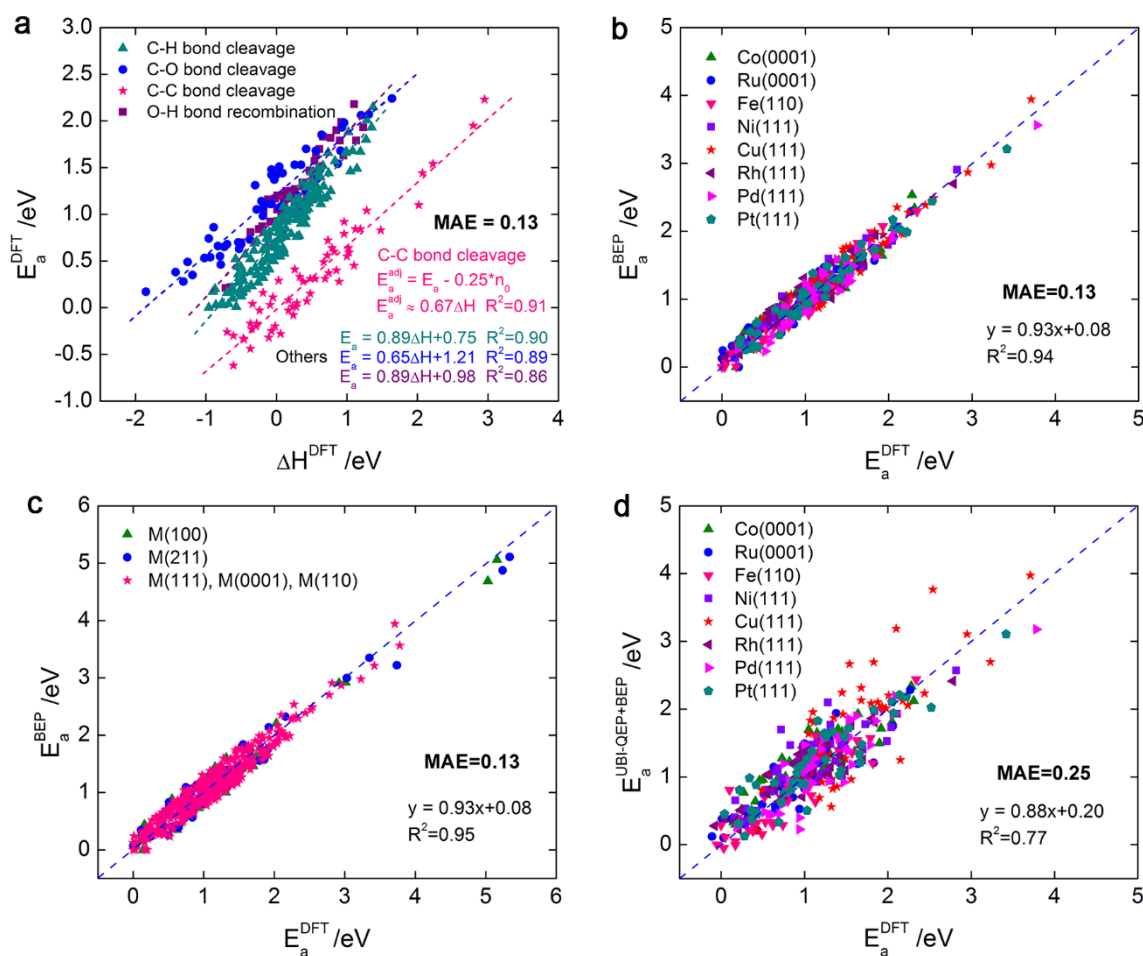 a
3.0
2.5
2.0
1.5
1.0
0.5
0.0
-0.5
-1.0
E_a^DFT /eV
C-H bond cleavage
C-O bond cleavage
C-C bond cleavage
O-H bond recombination
MAE = 0.13
C-C bond cleavage
E_a^adj = E_a - 0.25*n_0
E_a^adj ≈ 0.67ΔH R²=0.91
E_a = 0.89ΔH+0.75 R²=0.90
Others E_a = 0.65ΔH+1.21 R²=0.89
E_a = 0.89ΔH+0.98 R²=0.86
-2 -1 0 1 2 3 4
ΔH^DFT /eV
b
5
4
3
2
1
0
E_a^BEP /eV
Co(0001)
Ru(0001)
Fe(110)
Ni(111)
Cu(111)
Rh(111)
Pd(111)
Pt(111)
MAE=0.13
y = 0.93x+0.08
R²=0.94
0 1 2 3 4 5
E_a^DFT /eV
c
6
5
4
3
2
1
0
E_a^BEP /eV
M(100)
M(211)
M(111), M(0001), M(110)
MAE=0.13
y = 0.93x+0.08
R²=0.95
0 1 2 3 4 5 6
E_a^DFT /eV
d
5
4
3
2
1
0
E_a^UBI-QEP+BEP /eV
Co(0001)
Ru(0001)
Fe(110)
Ni(111)
Cu(111)
Rh(111)
Pd(111)
Pt(111)
MAE=0.25
y = 0.88x+0.20
R²=0.77
0 1 2 3 4 5
E_a^DFT /eV